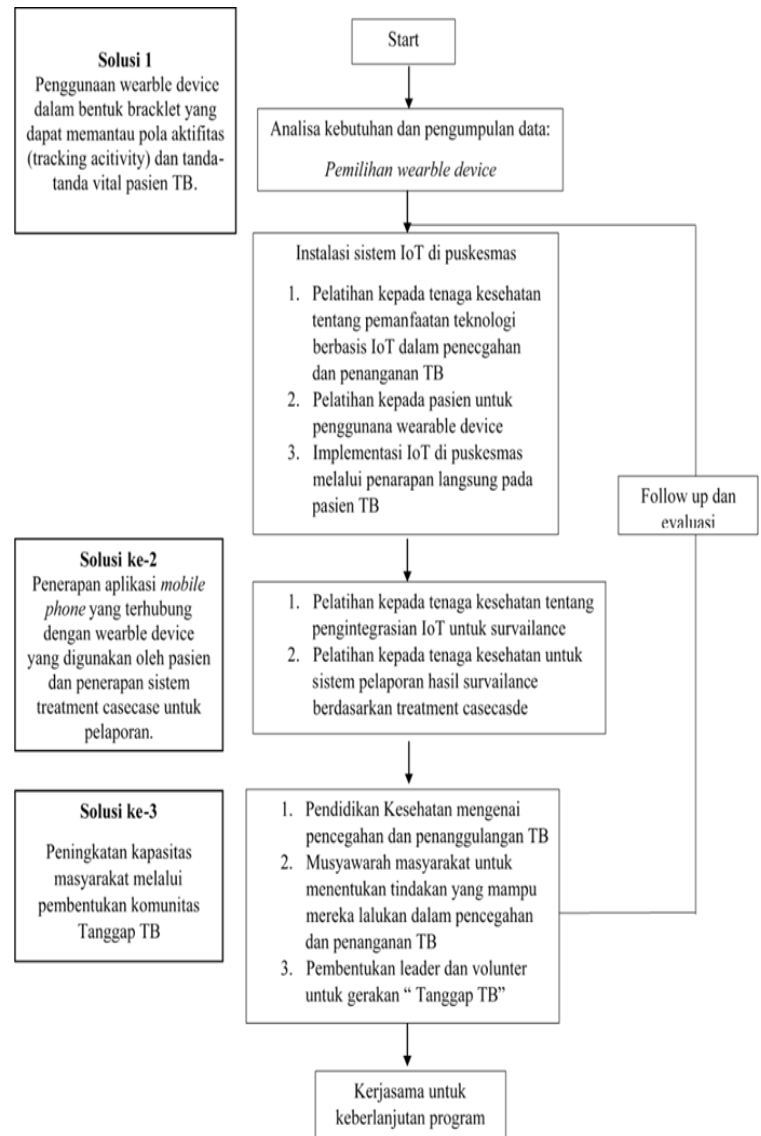 Solusi 1
Penggunaan wearble device
dalam bentuk bracklet yang
dapat memantau pola aktifitas
(tracking acitivity) dan tanda-
tanda vital pasien TB.
Start
Analisa kebutuhan dan pengumpulan data:
Pemilihan wearble device
Instalasi sistem IoT di puskesmas
1. Pelatihan kepada tenaga kesehatan
tentang pemanfaatan teknologi
berbasis IoT dalam penecgahan
dan penanganan TB
2. Pelatihan kepada pasien untuk
penggunana wearable device
3. Implementasi IoT di puskesmas
melalui penarapan langsung pada
pasien TB
Follow up dan
evaluasi
Solusi ke-2
Penerapan aplikasi mobile
phone yang terhubung
dengan wearble device
yang digunakan oleh pasien
dan penerapan sistem
treatment casecase untuk
pelaporan.
1. Pelatihan kepada tenaga kesehatan tentang
pengintegrasian IoT untuk survailance
2. Pelatihan kepada tenaga kesehatan untuk
sistem pelaporan hasil survailance
berdasarkan treatment casecasde
Solusi ke-3
Peningkatan kapasitas
masyarakat melalui
pembentukan komunitas
Tanggap TB
1. Pendidikan Kesehatan mengenai
pencegahan dan penanggulangan TB
2. Musyawarah masyarakat untuk
menentukan tindakan yang mampu
mereka lalukan dalam pencegahan
dan penanganan TB
3. Pembentukan leader dan volunter
untuk gerakan “ Tanggap TB”
Kerjasama untuk
keberlanjutan program